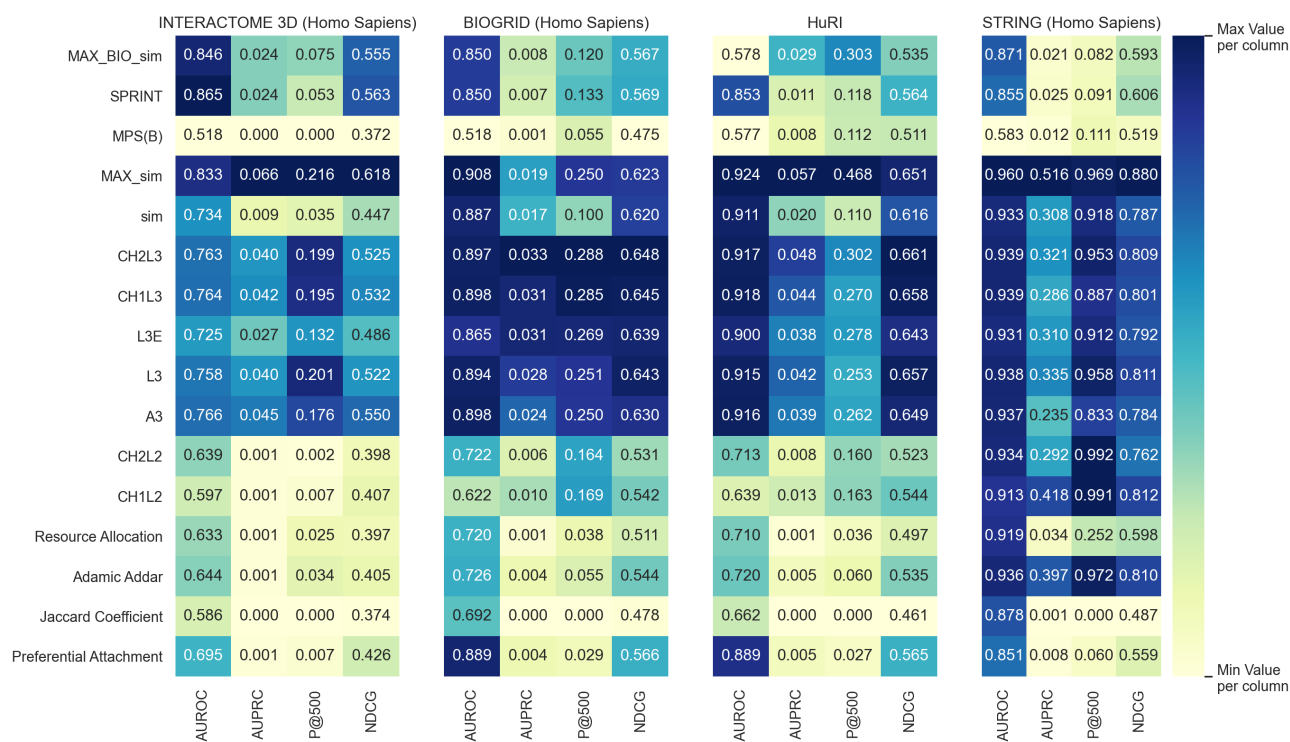 INTERACTOME 3D (Homo Sapiens) BIOGRID (Homo Sapiens) HuRI STRING (Homo Sapiens) Max Value
per column
MAX_BIO_sim 0.846 0.024 0.075 0.555 0.850 0.008 0.120 0.567 0.578 0.029 0.303 0.535 0.871 0.021 0.082 0.593
SPRINT 0.865 0.024 0.053 0.563 0.850 0.007 0.133 0.569 0.853 0.011 0.118 0.564 0.855 0.025 0.091 0.606
MPS(B) 0.518 0.000 0.000 0.372 0.518 0.001 0.055 0.475 0.577 0.008 0.112 0.511 0.583 0.012 0.111 0.519
MAX_sim 0.833 0.066 0.216 0.618 0.908 0.019 0.250 0.623 0.924 0.057 0.468 0.651 0.960 0.516 0.969 0.880
sim 0.734 0.009 0.035 0.447 0.887 0.017 0.100 0.620 0.911 0.020 0.110 0.616 0.933 0.308 0.918 0.787
CH2L3 0.763 0.040 0.199 0.525 0.897 0.033 0.288 0.648 0.917 0.048 0.302 0.661 0.939 0.321 0.953 0.809
CH1L3 0.764 0.042 0.195 0.532 0.898 0.031 0.285 0.645 0.918 0.044 0.270 0.658 0.939 0.286 0.887 0.801
L3E 0.725 0.027 0.132 0.486 0.865 0.031 0.269 0.639 0.900 0.038 0.278 0.643 0.931 0.310 0.912 0.792
L3 0.758 0.040 0.201 0.522 0.894 0.028 0.251 0.643 0.915 0.042 0.253 0.657 0.938 0.335 0.958 0.811
A3 0.766 0.045 0.176 0.550 0.898 0.024 0.250 0.630 0.916 0.039 0.262 0.649 0.937 0.235 0.833 0.784
CH2L2 0.639 0.001 0.002 0.398 0.722 0.006 0.164 0.531 0.713 0.008 0.160 0.523 0.934 0.292 0.992 0.762
CH1L2 0.597 0.001 0.007 0.407 0.622 0.010 0.169 0.542 0.639 0.013 0.163 0.544 0.913 0.418 0.991 0.812
Resource Allocation 0.633 0.001 0.025 0.397 0.720 0.001 0.038 0.511 0.710 0.001 0.036 0.497 0.919 0.034 0.252 0.598
Adamic Addar 0.644 0.001 0.034 0.405 0.726 0.004 0.055 0.544 0.720 0.005 0.060 0.535 0.936 0.397 0.972 0.810
Jaccard Coefficient 0.586 0.000 0.000 0.374 0.692 0.000 0.000 0.478 0.662 0.000 0.000 0.461 0.878 0.001 0.000 0.487
Preferential Attachment 0.695 0.001 0.007 0.426 0.889 0.004 0.029 0.566 0.889 0.005 0.027 0.565 0.851 0.008 0.060 0.559
Min Value
per column
AUROC AUPRC P@500 NDCG AUROC AUPRC P@500 NDCG AUROC AUPRC P@500 NDCG AUROC AUPRC P@500 NDCG